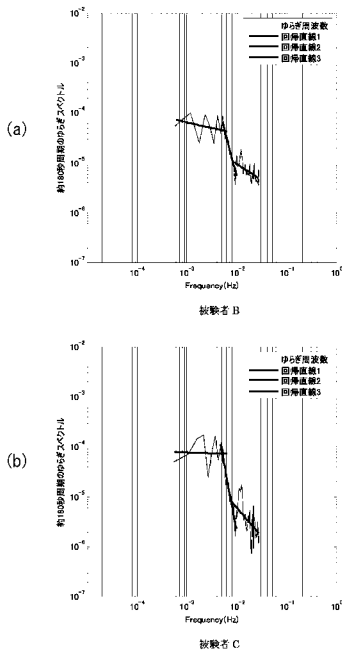 (a)
約180秒周期のゆらぎスペクトル
10⁻²
10⁻³
10⁻⁴
10⁻⁵
10⁻⁶
10⁻⁷
ゆらぎ周波数
回帰直線1
回帰直線2
回帰直線3
10⁻⁴
10⁻³
10⁻²
10⁻¹
10⁰
Frequency(Hz)
被験者 B
(b)
約180秒周期のゆらぎスペクトル
10⁻²
10⁻³
10⁻⁴
10⁻⁵
10⁻⁶
10⁻⁷
ゆらぎ周波数
回帰直線1
回帰直線2
回帰直線3
10⁻⁴
10⁻³
10⁻²
10⁻¹
10⁰
Frequency(Hz)
被験者 C